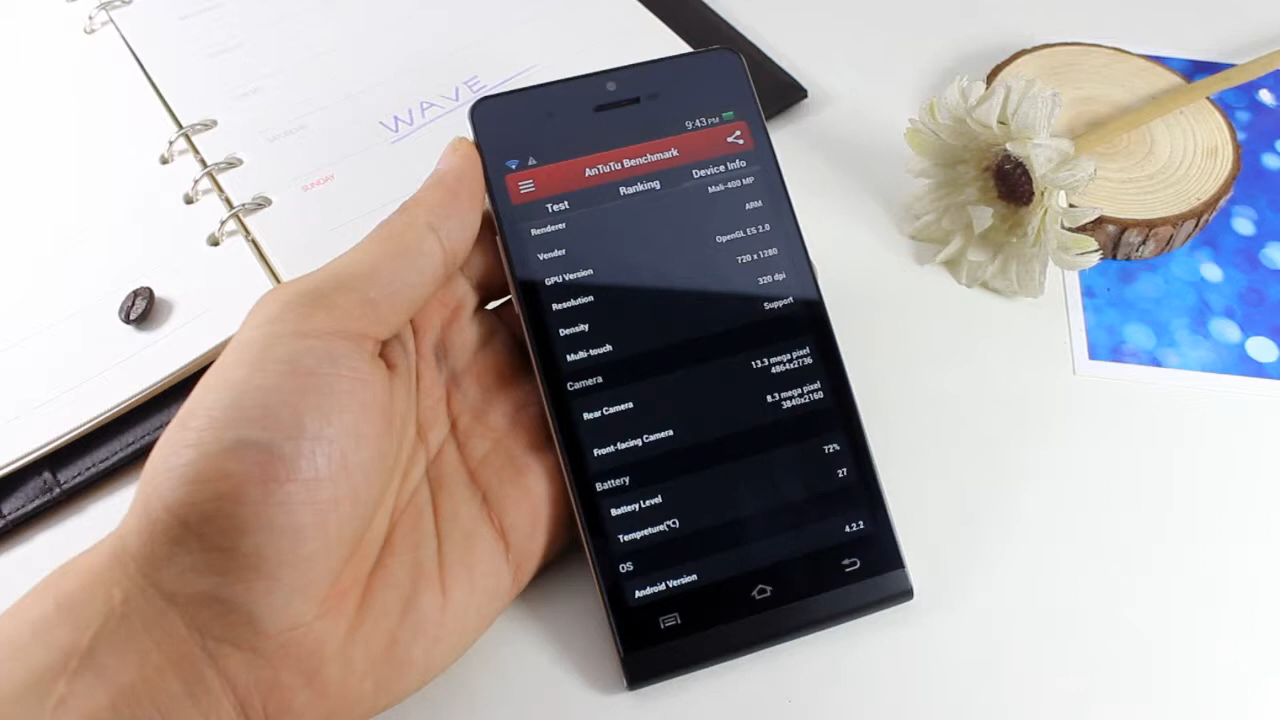 WAVE
SUNDAY
9:43 PM
AnTuTu Benchmark
Test Ranking Device Info
Renderer Mali-400 MP
Vender ARM
GPU Version OpenGL ES 2.0
Resolution 720 x 1280
Density 320 dpi
Multi-touch Support
Camera
Rear Camera 13.3 mega pixel
4864x2736
Front-facing Camera 8.3 mega pixel
3840x2160
Battery
Battery Level 72%
Tempreture(℃) 27
OS
Android Version 4.2.2